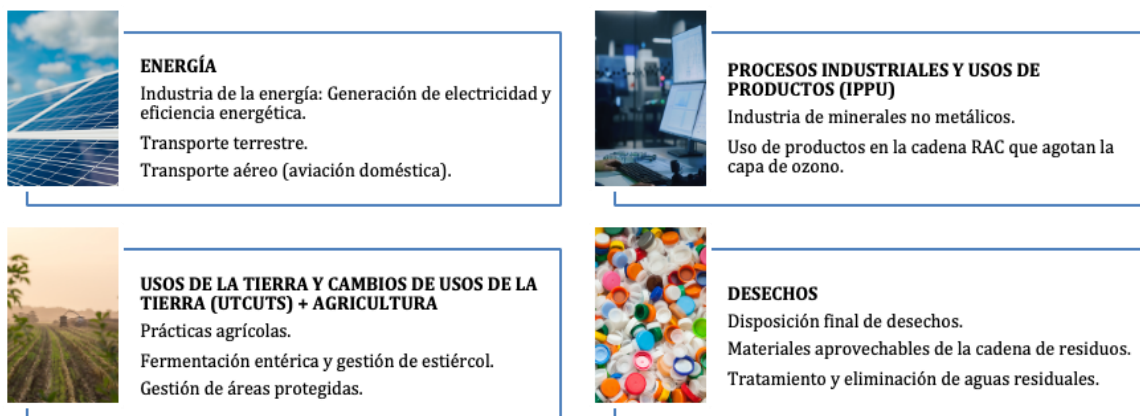 ENERGÍA
Industria de la energía: Generación de electricidad y
eficiencia energética.
Transporte terrestre.
Transporte aéreo (aviación doméstica).
PROCESOS INDUSTRIALES Y USOS DE
PRODUCTOS (IPPU)
Industria de minerales no metálicos.
Uso de productos en la cadena RAC que agotan la
capa de ozono.
USOS DE LA TIERRA Y CAMBIOS DE USOS DE LA
TIERRA (UTCUTS) + AGRICULTURA
Prácticas agrícolas.
Fermentación entérica y gestión de estiércol.
Gestión de áreas protegidas.
DESECHOS
Disposición final de desechos.
Materiales aprovechables de la cadena de residuos.
Tratamiento y eliminación de aguas residuales.